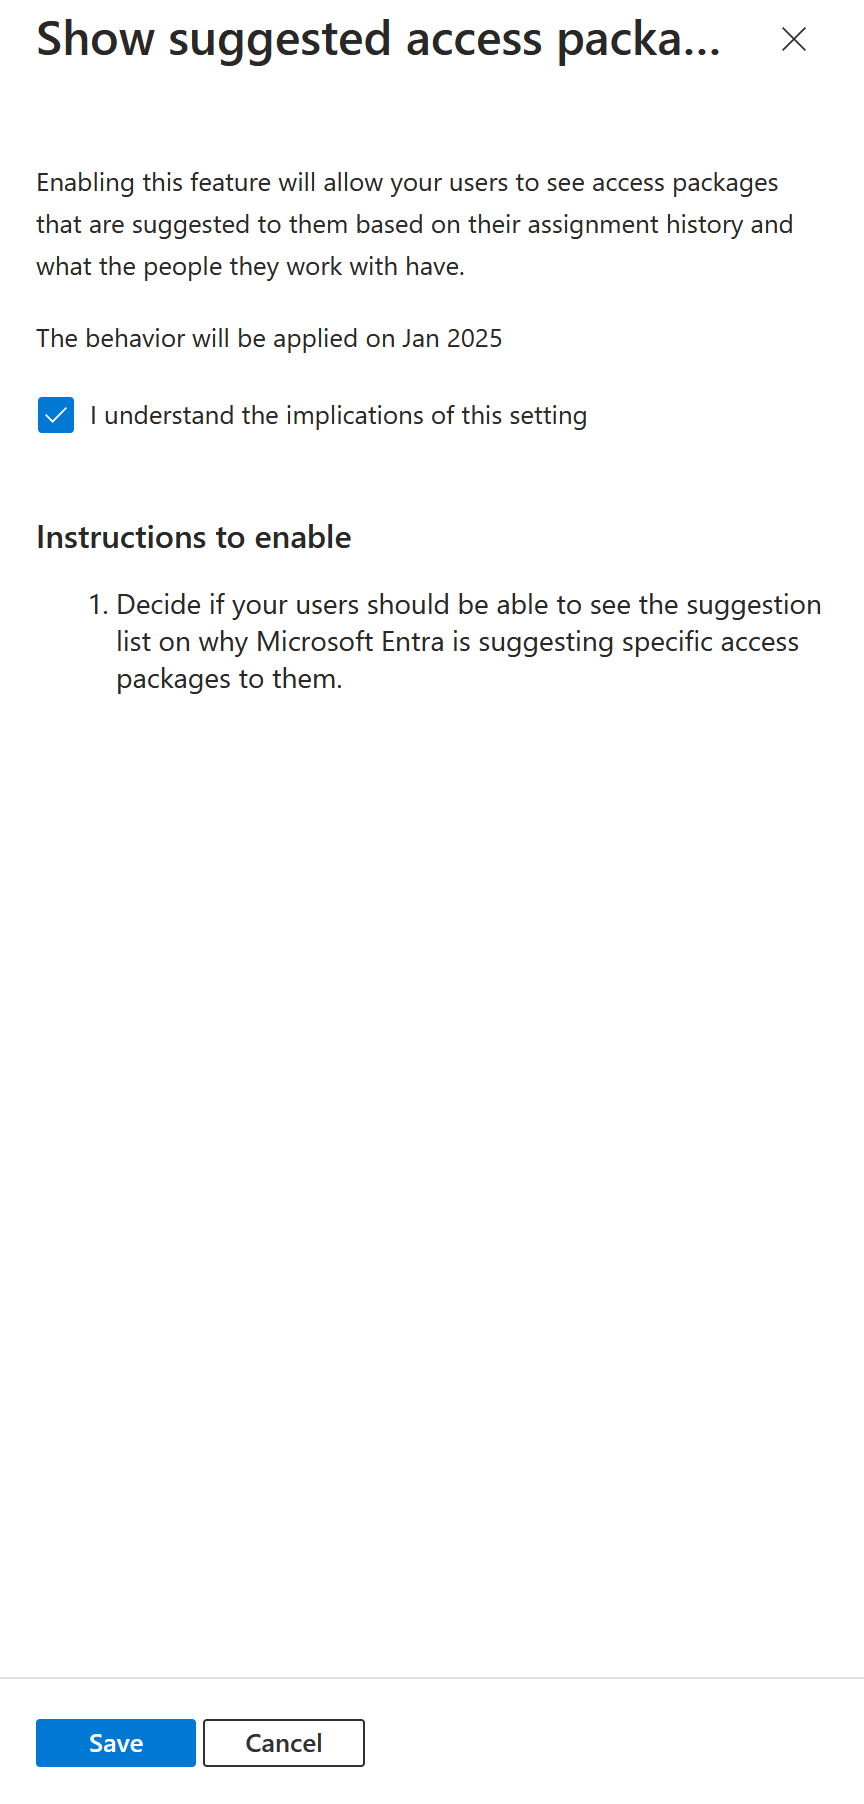 Show suggested access packa...
Enabling this feature will allow your users to see access packages
that are suggested to them based on their assignment history and
what the people they work with have.
The behavior will be applied on Jan 2025
I understand the implications of this setting
Instructions to enable
1. Decide if your users should be able to see the suggestion
list on why Microsoft Entra is suggesting specific access
packages to them.
Save
Cancel